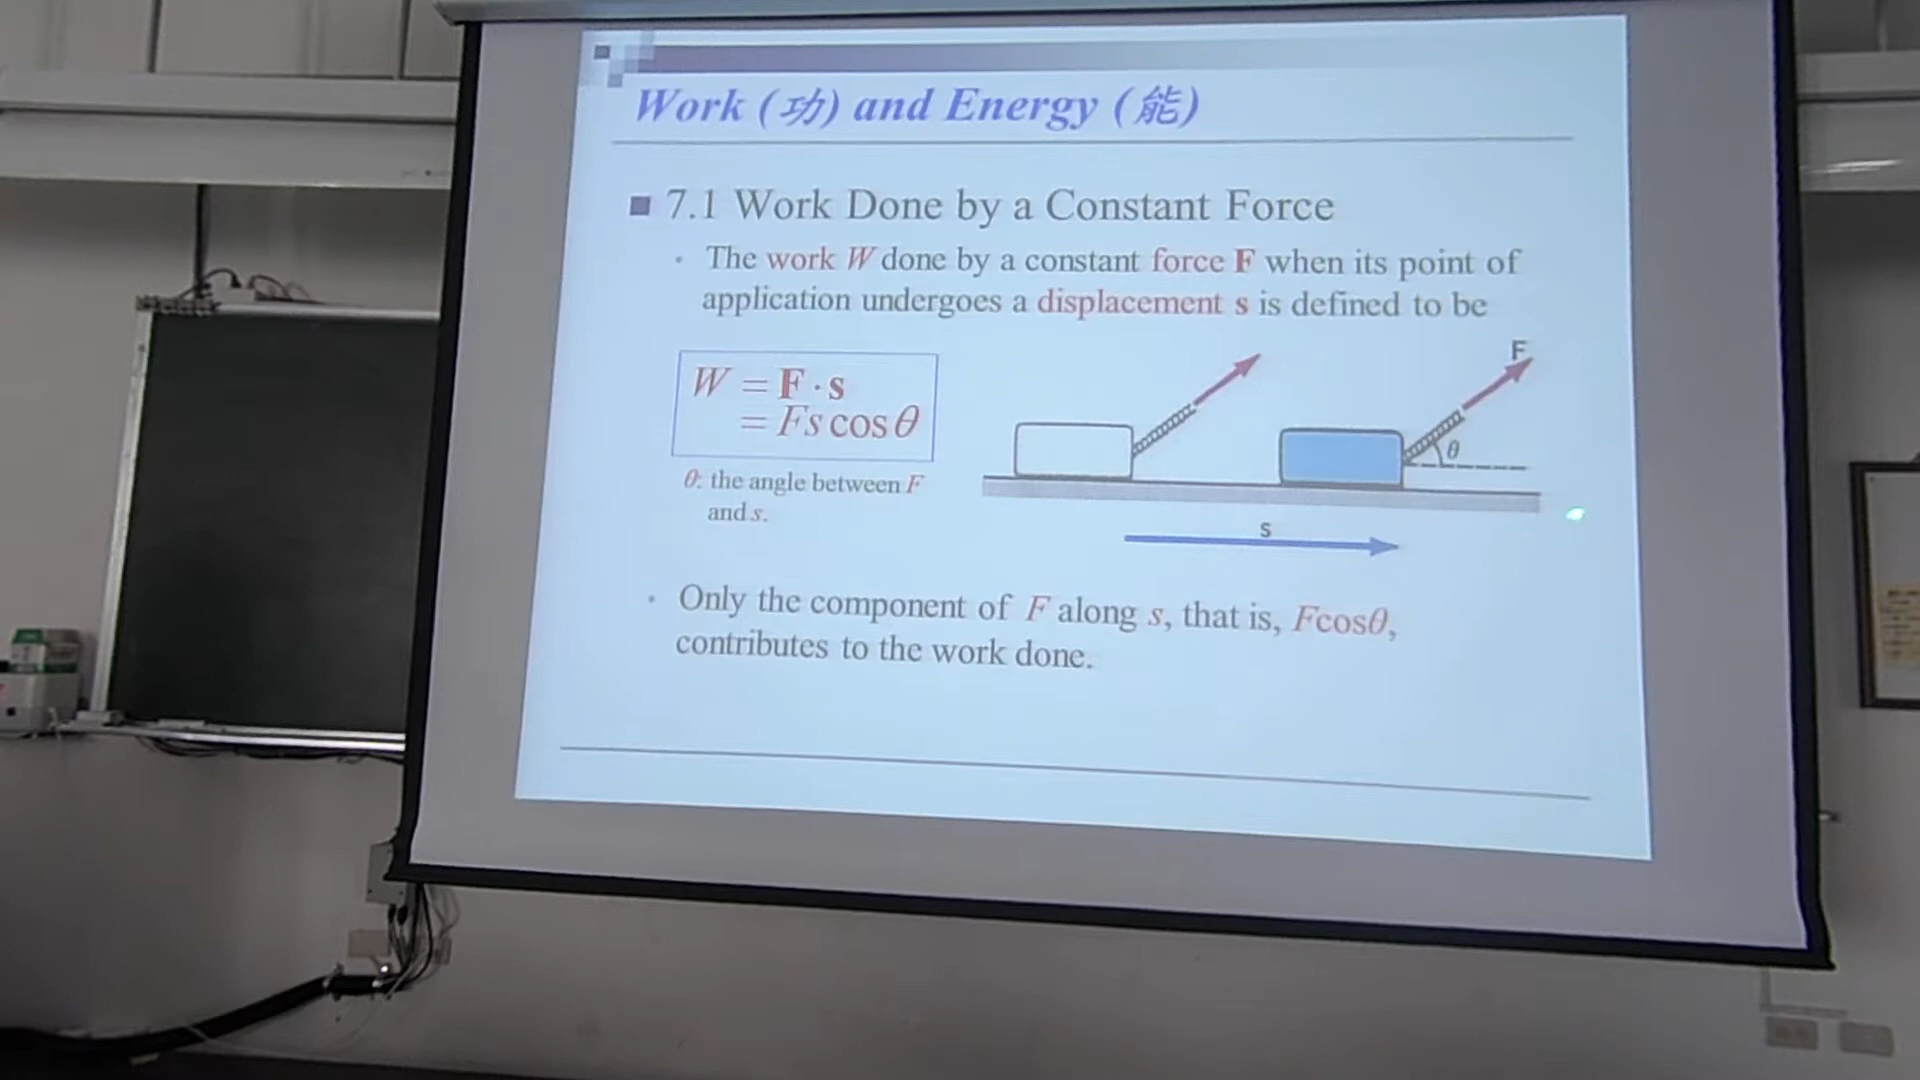 Work (功) and Energy (能)
7.1 Work Done by a Constant Force
The work W done by a constant force F when its point of
application undergoes a displacement s is defined to be
W = F · s
= Fs cosθ
θ: the angle between F
and s.
F
θ
s
Only the component of F along s, that is, Fcosθ,
contributes to the work done.